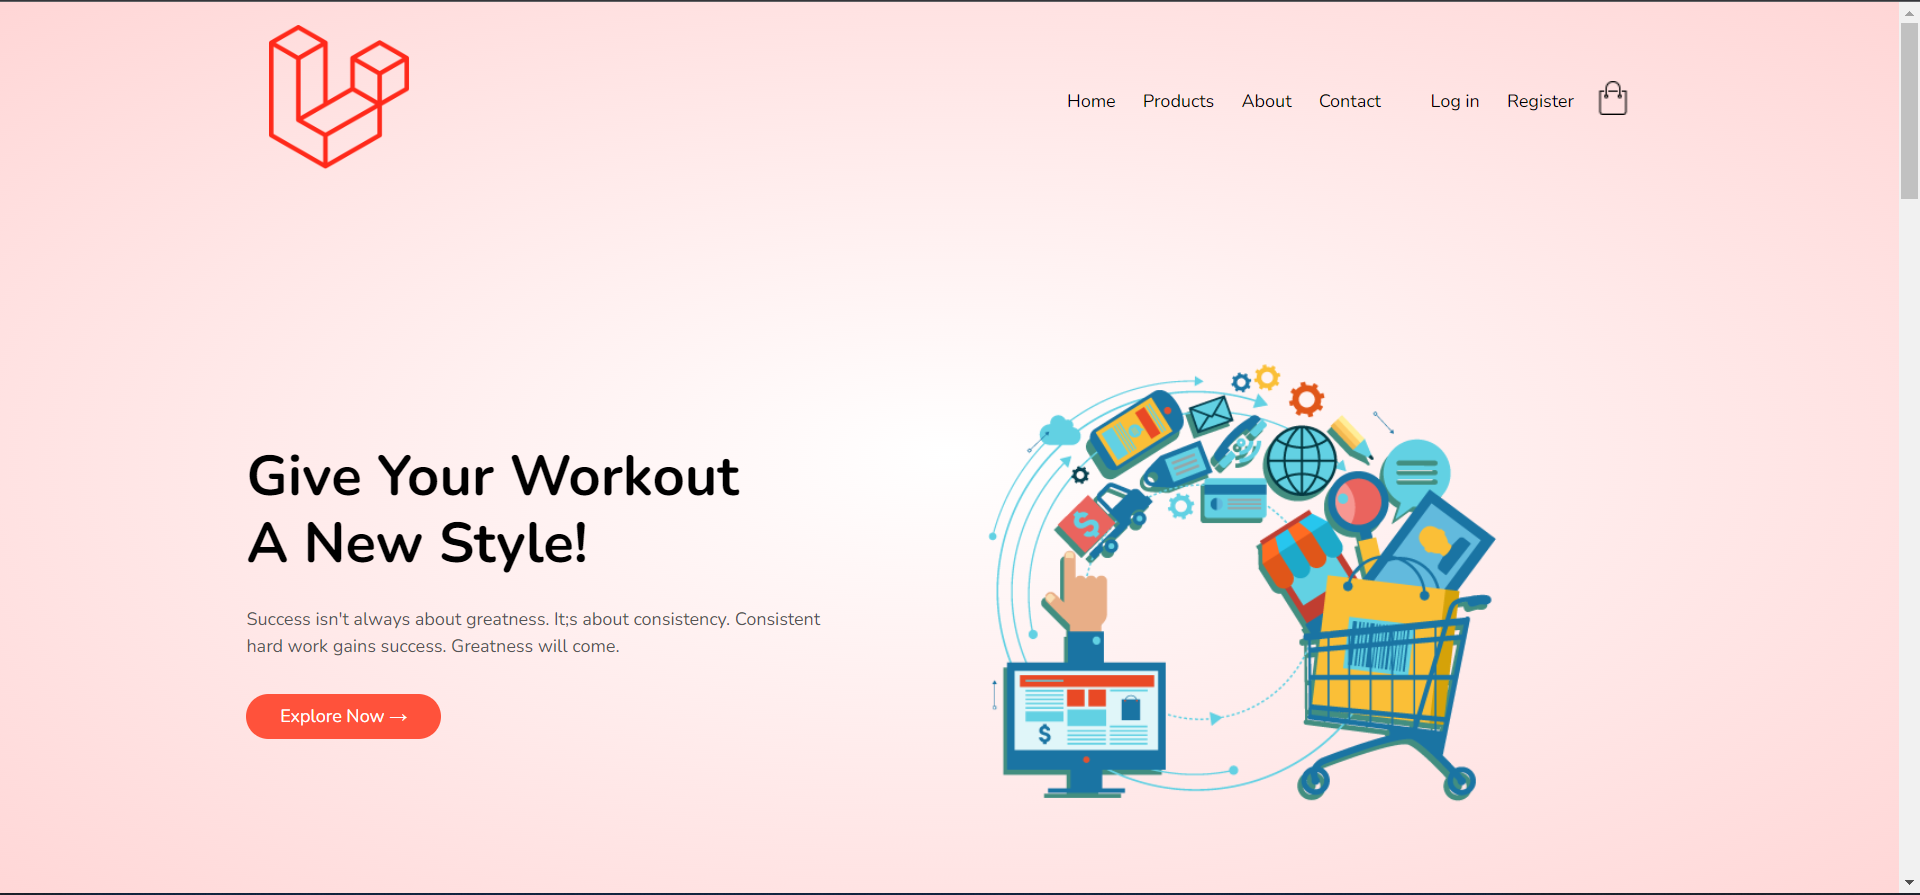 Home Products About Contact Log in Register
Give Your Workout
A New Style!
Success isn't always about greatness. It;s about consistency. Consistent
hard work gains success. Greatness will come.
Explore Now →
$
$